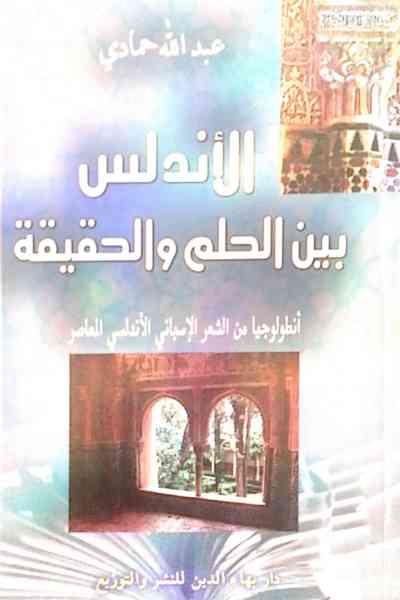 عبد الله حمادي
الأندلس
بين الحلم والحقيقة
أنطولوجيا من الشعر الإسباني الأندلسي المعاصر
دار بهاء الدين للنشر والتوزيع